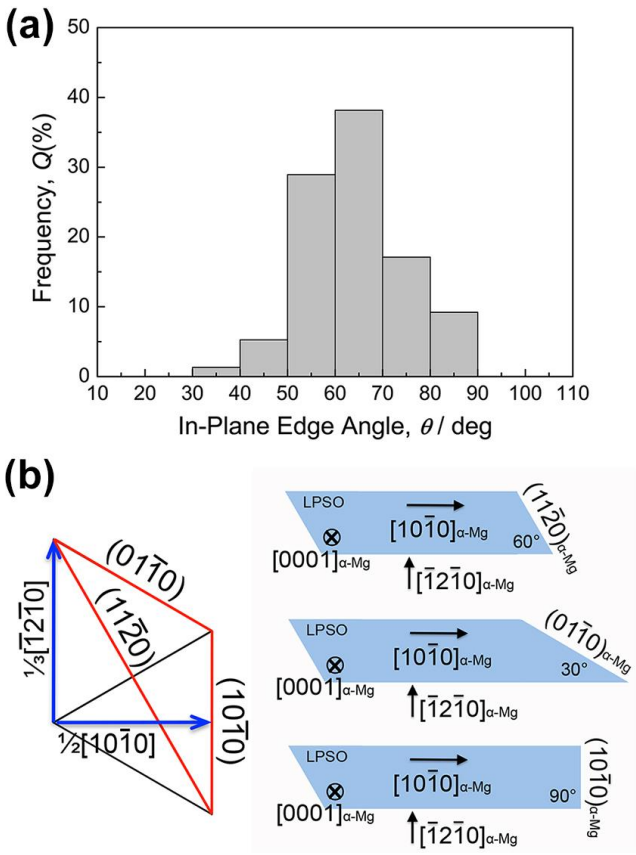 (a)
50
40
30
20
10
0
Frequency, Q(%)
10 20 30 40 50 60 70 80 90 100 110
In-Plane Edge Angle, θ / deg
(b)
(011̄0)
(112̄0)
(101̄0)
⅓[1̄21̄0]
½[101̄0]
LPSO
[101̄0]α-Mg
(112̄0)α-Mg
60°
[0001]α-Mg
[1̄21̄0]α-Mg
LPSO
[101̄0]α-Mg
(011̄0)α-Mg
30°
[0001]α-Mg
[1̄21̄0]α-Mg
LPSO
[101̄0]α-Mg
(101̄0)α-Mg
90°
[0001]α-Mg
[1̄21̄0]α-Mg